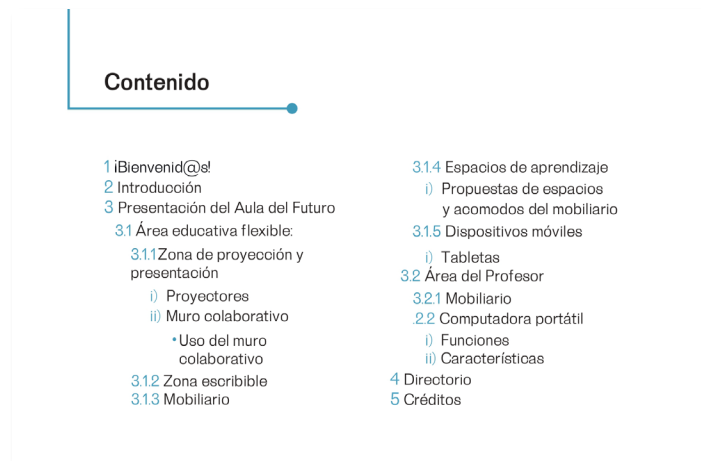 Contenido
1 ¡Bienvenid@s!
2 Introducción
3 Presentación del Aula del Futuro
3.1 Área educativa flexible:
3.1.1 Zona de proyección y
presentación
i) Proyectores
ii) Muro colaborativo
• Uso del muro
colaborativo
3.1.2 Zona escribible
3.1.3 Mobiliario
3.1.4 Espacios de aprendizaje
i) Propuestas de espacios
y acomodos del mobiliario
3.1.5 Dispositivos móviles
i) Tabletas
3.2 Área del Profesor
3.2.1 Mobiliario
.2.2 Computadora portátil
i) Funciones
ii) Características
4 Directorio
5 Créditos